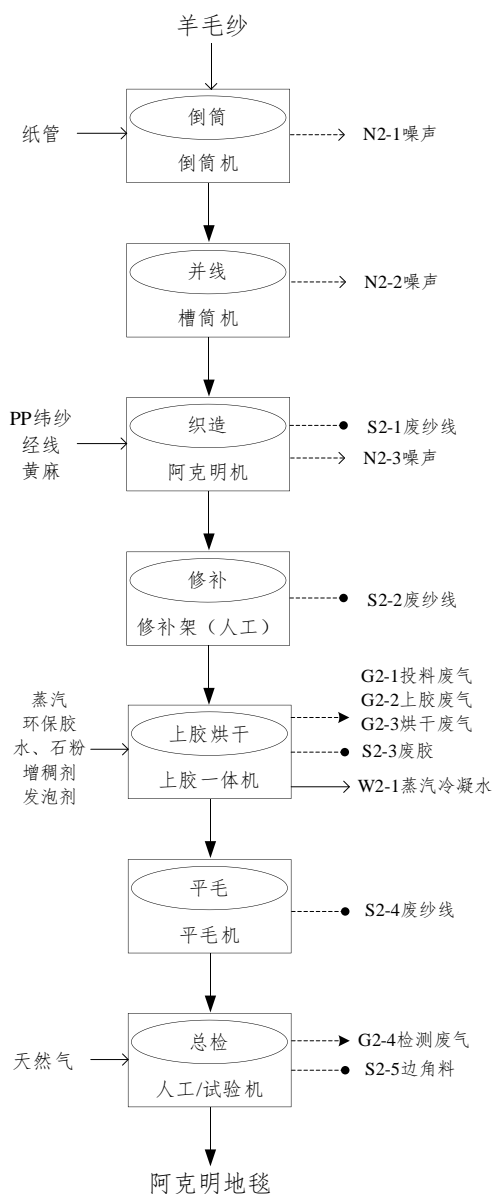 羊毛纱
倒筒
纸管
N2-1噪声
倒筒机
并线
N2-2噪声
槽筒机
PP纬纱
经线
黄麻
织造
阿克明机
S2-1废纱线
N2-3噪声
修补
S2-2废纱线
修补架（人工）
蒸汽
环保胶
水、石粉
增稠剂
发泡剂
上胶烘干
上胶一体机
G2-1投料废气
G2-2上胶废气
G2-3烘干废气
S2-3废胶
W2-1蒸汽冷凝水
平毛
S2-4废纱线
平毛机
天然气
总检
人工/试验机
G2-4检测废气
S2-5边角料
阿克明地毯